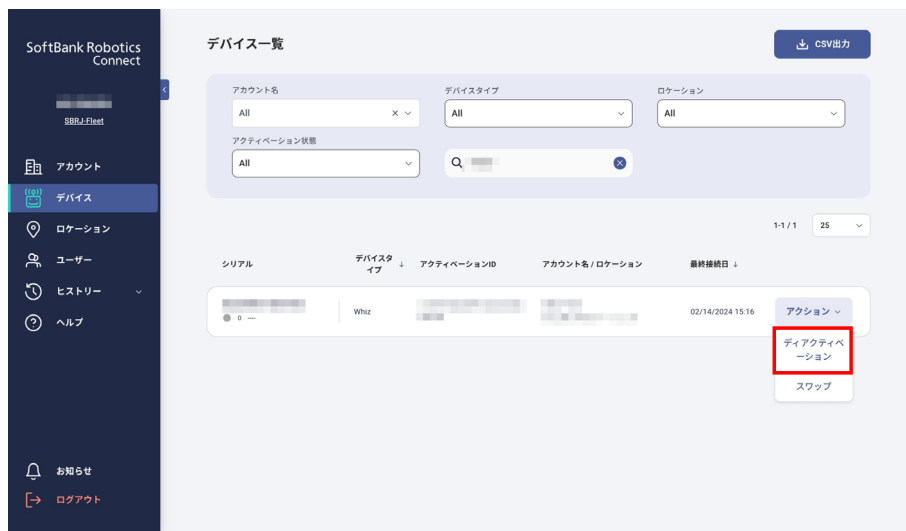 SoftBank Robotics
Connect
SBRJ-Fleet
アカウント
デバイス
ロケーション
ユーザー
ヒストリー
ヘルプ
お知らせ
ログアウト
デバイス一覧
CSV出力
アカウント名
デバイスタイプ
ロケーション
All
All
All
アクティベーション状態
All
1-1 / 1
25
シリアル
デバイスタ
イプ
アクティベーションID
アカウント名 / ロケーション
最終接続日
0 ---
Whiz
02/14/2024 15:16
アクション
ディアクティベ
ーション
スワップ